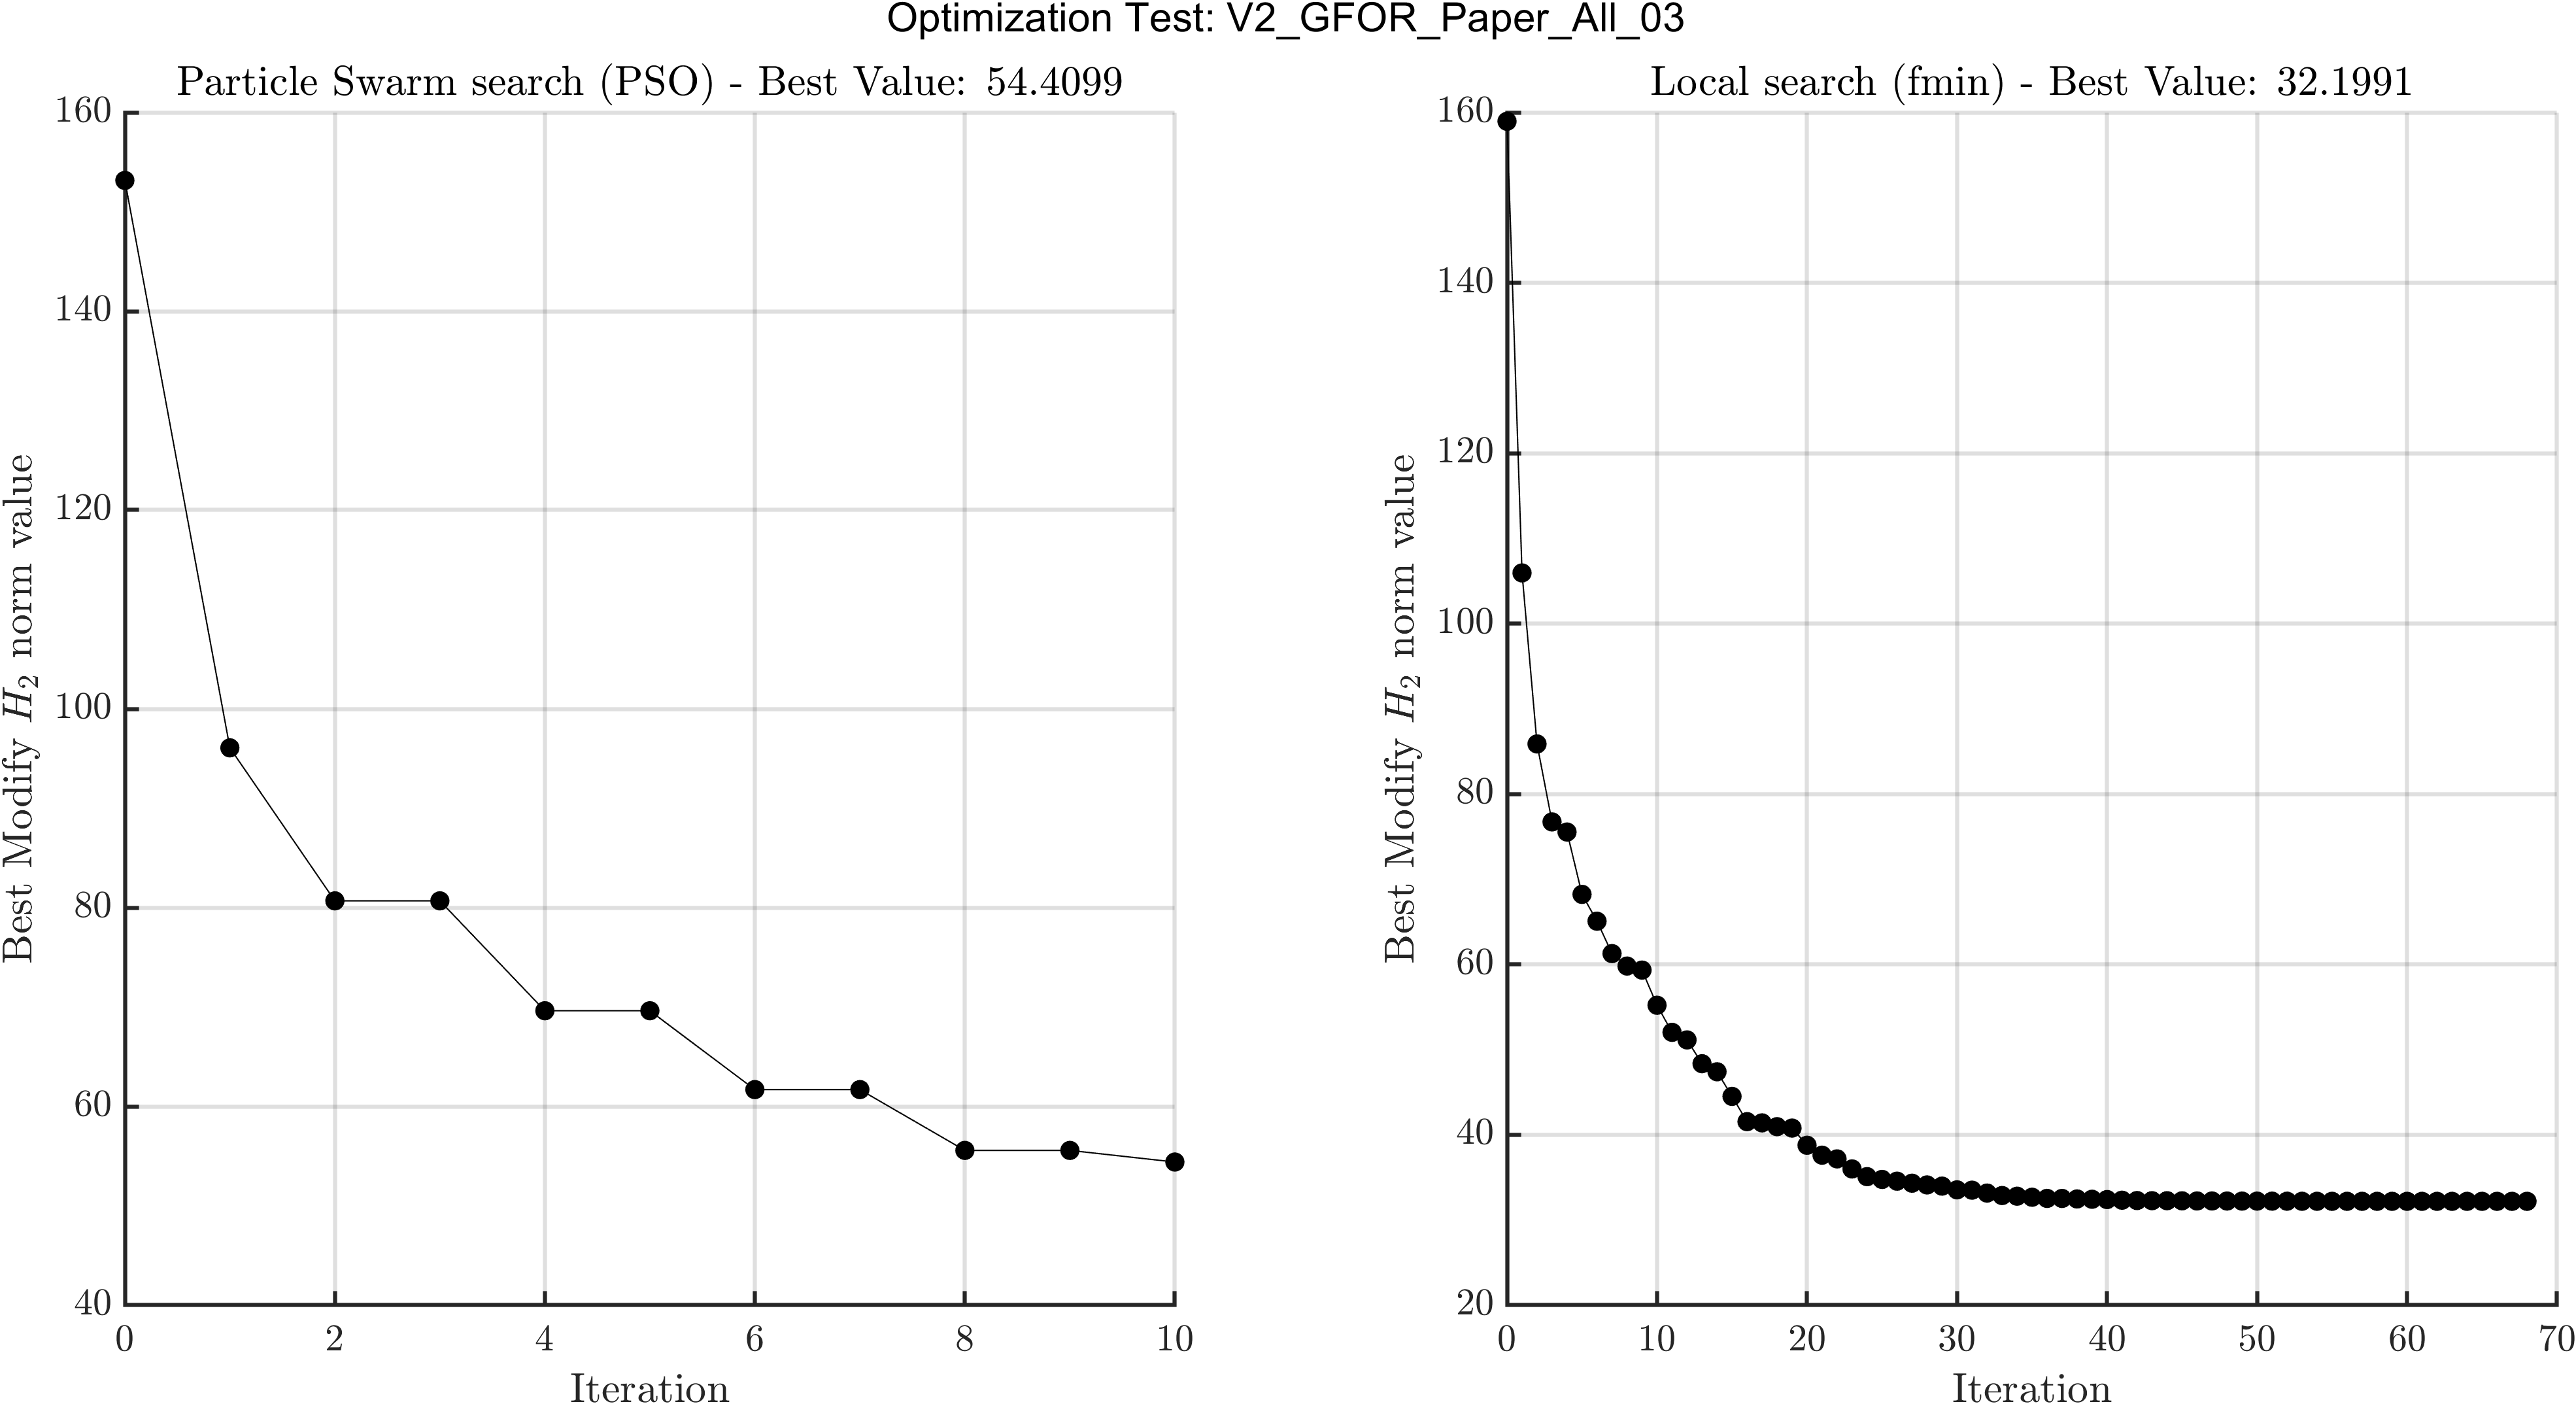 Optimization Test: V2_GFOR_Paper_All_03
Particle Swarm search (PSO) - Best Value: 54.4099
160
140
120
100
80
60
40
0 2 4 6 8 10
Iteration
Best Modify H2 norm value
Local search (fmin) - Best Value: 32.1991
160
140
120
100
80
60
40
20
0 10 20 30 40 50 60 70
Iteration
Best Modify H2 norm value